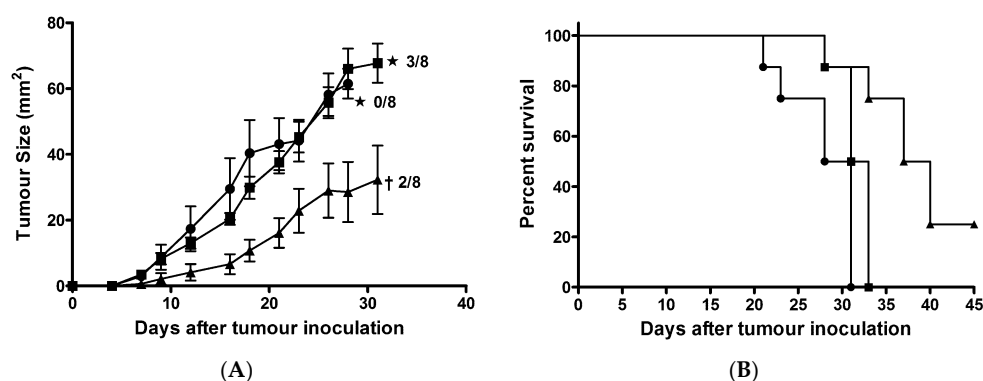 80
60
40
20
0
Tumour Size (mm²)
★ 3/8
★ 0/8
† 2/8
0 10 20 30 40
Days after tumour inoculation
(A)
100
80
60
40
20
0
Percent survival
0 5 10 15 20 25 30 35 40 45
Days after tumour inoculation
(B)